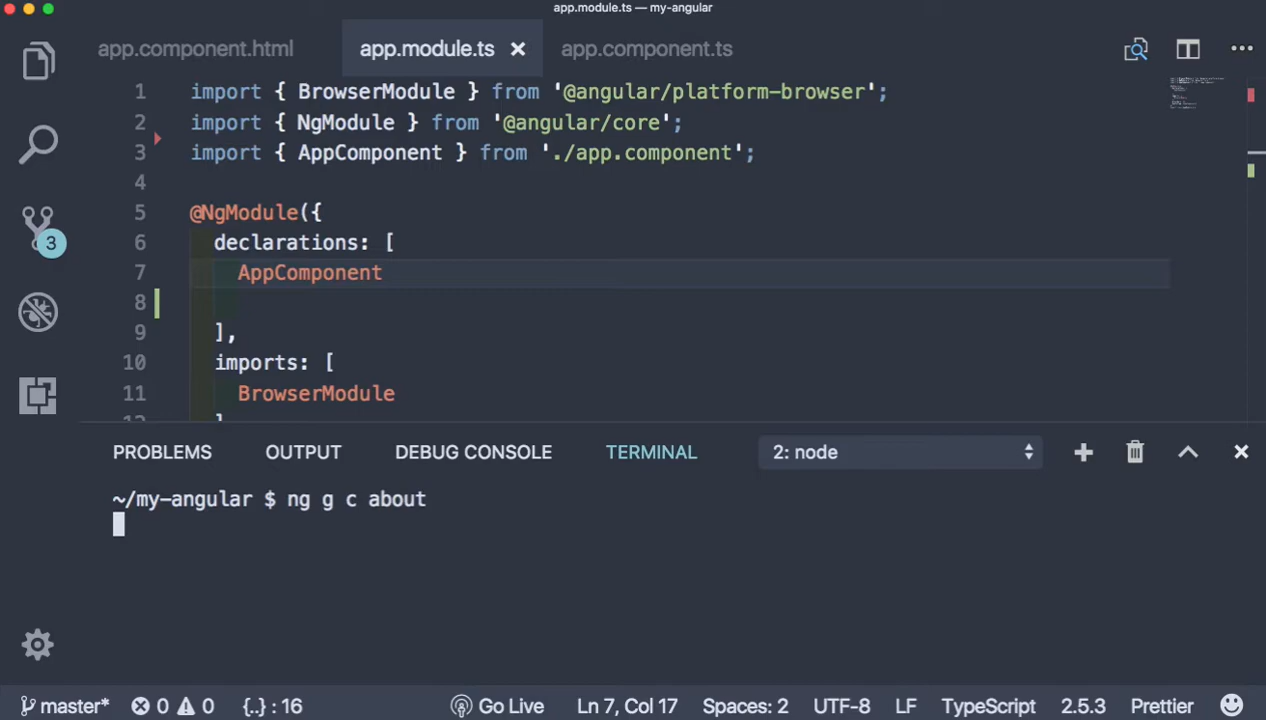 app.module.ts — my-angular
app.component.html app.module.ts × app.component.ts
1 import { BrowserModule } from '@angular/platform-browser';
2 import { NgModule } from '@angular/core';
3 import { AppComponent } from './app.component';
4
5 @NgModule({
6 declarations: [
7 AppComponent
8
9 ],
10 imports: [
11 BrowserModule
12 ]
3
PROBLEMS OUTPUT DEBUG CONSOLE TERMINAL 2: node
~/my-angular $ ng g c about
master* 0 0 {..} : 16 Go Live Ln 7, Col 17 Spaces: 2 UTF-8 LF TypeScript 2.5.3 Prettier